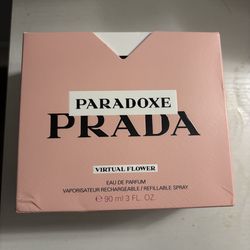 PARADOXE
PRADA
VIRTUAL FLOWER
EAU DE PARFUM
VAPORISATEUR RECHARGEABLE / REFILLABLE SPRAY
℮ 90 ml 3 FL. OZ.